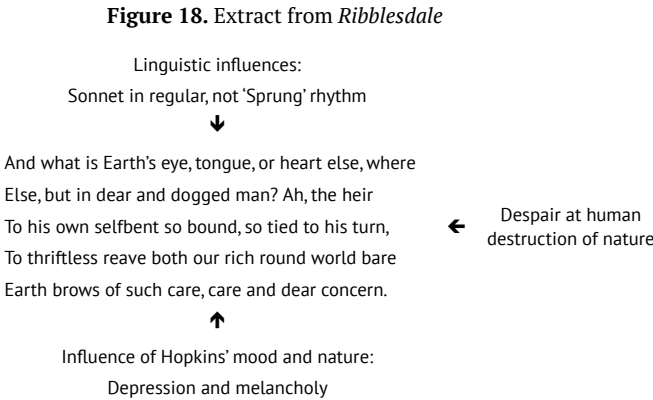 Figure 18. Extract from Ribblesdale
Linguistic influences:
Sonnet in regular, not ‘Sprung’ rhythm
And what is Earth’s eye, tongue, or heart else, where
Else, but in dear and dogged man? Ah, the heir
To his own selfbent so bound, so tied to his turn,
To thriftless reave both our rich round world bare
Earth brows of such care, care and dear concern.
Despair at human
destruction of nature
Influence of Hopkins’ mood and nature:
Depression and melancholy